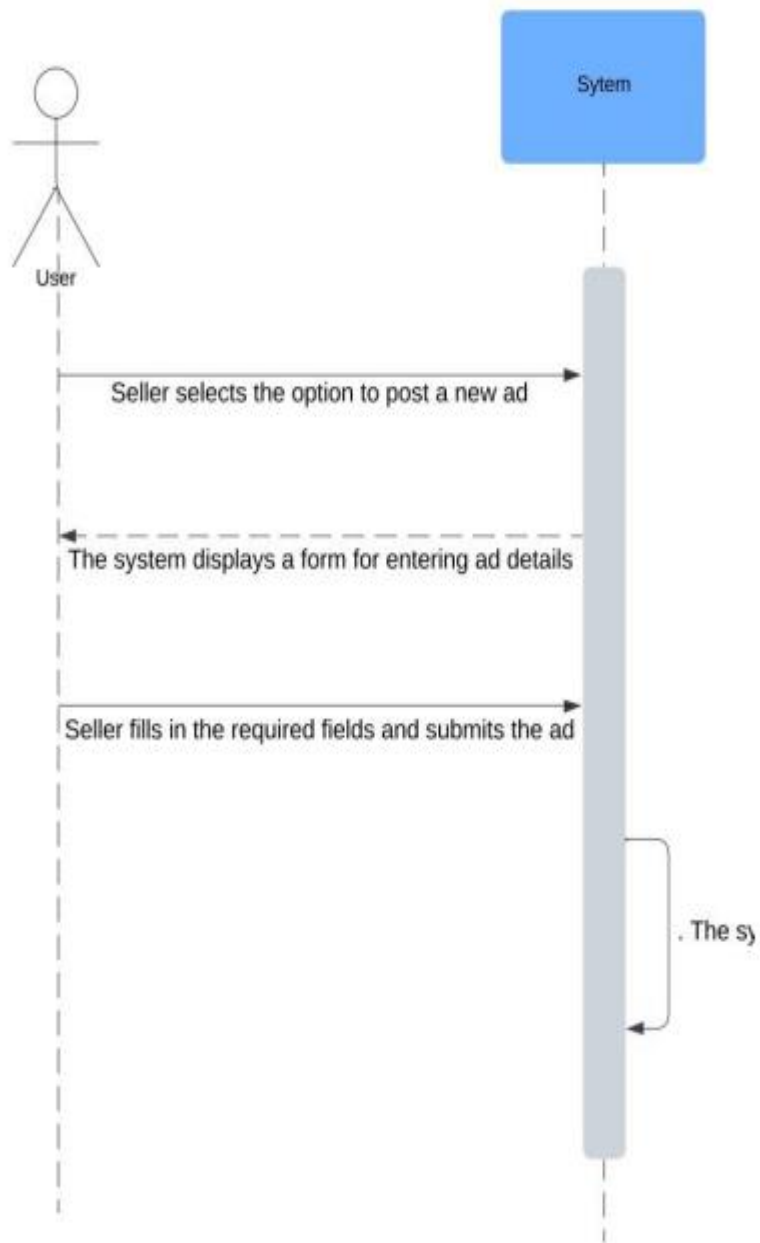 Sytem
User
Seller selects the option to post a new ad
The system displays a form for entering ad details
Seller fills in the required fields and submits the ad
. The